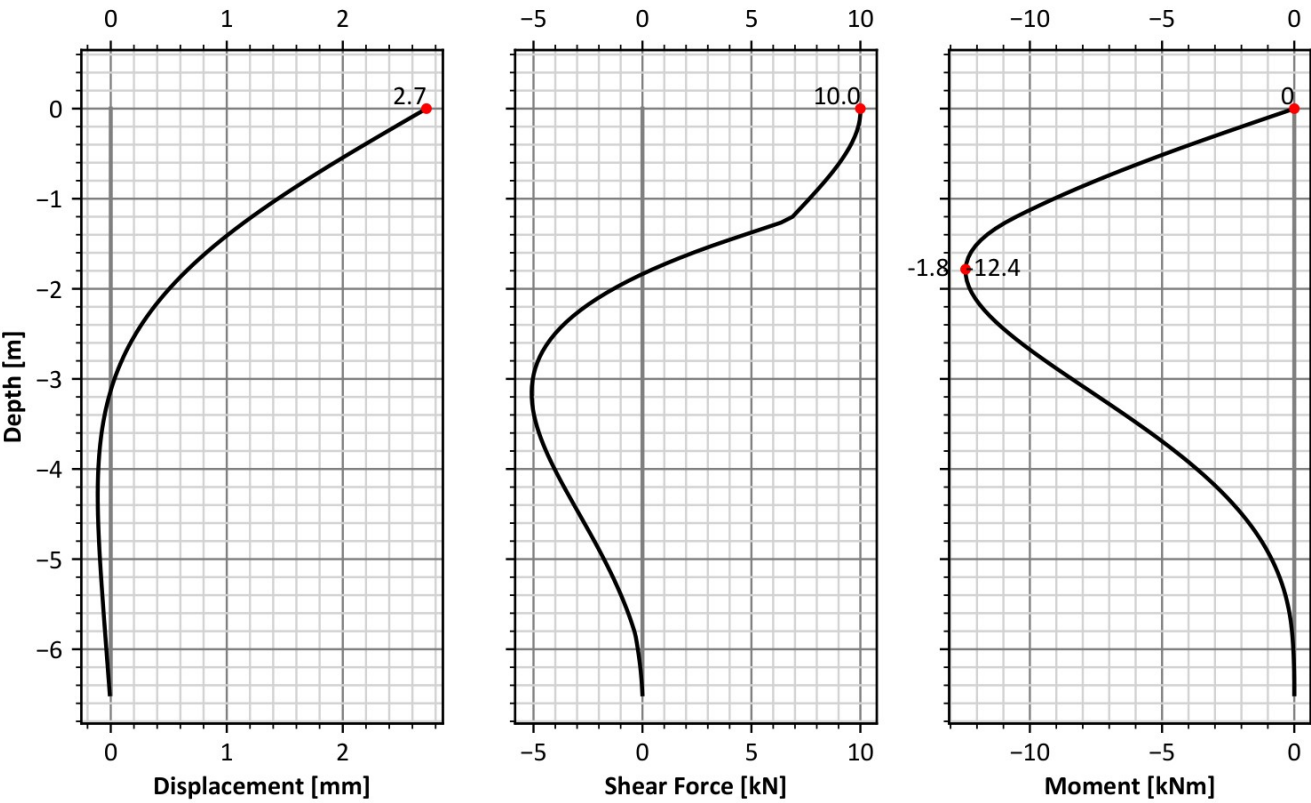 0 1 2
−5 0 5 10
−10 −5 0
2.7
10.0
0
0
−1
-1.8
-12.4
−2
−3
−4
−5
−6
Depth [m]
0 1 2
−5 0 5 10
−10 −5 0
Displacement [mm]
Shear Force [kN]
Moment [kNm]